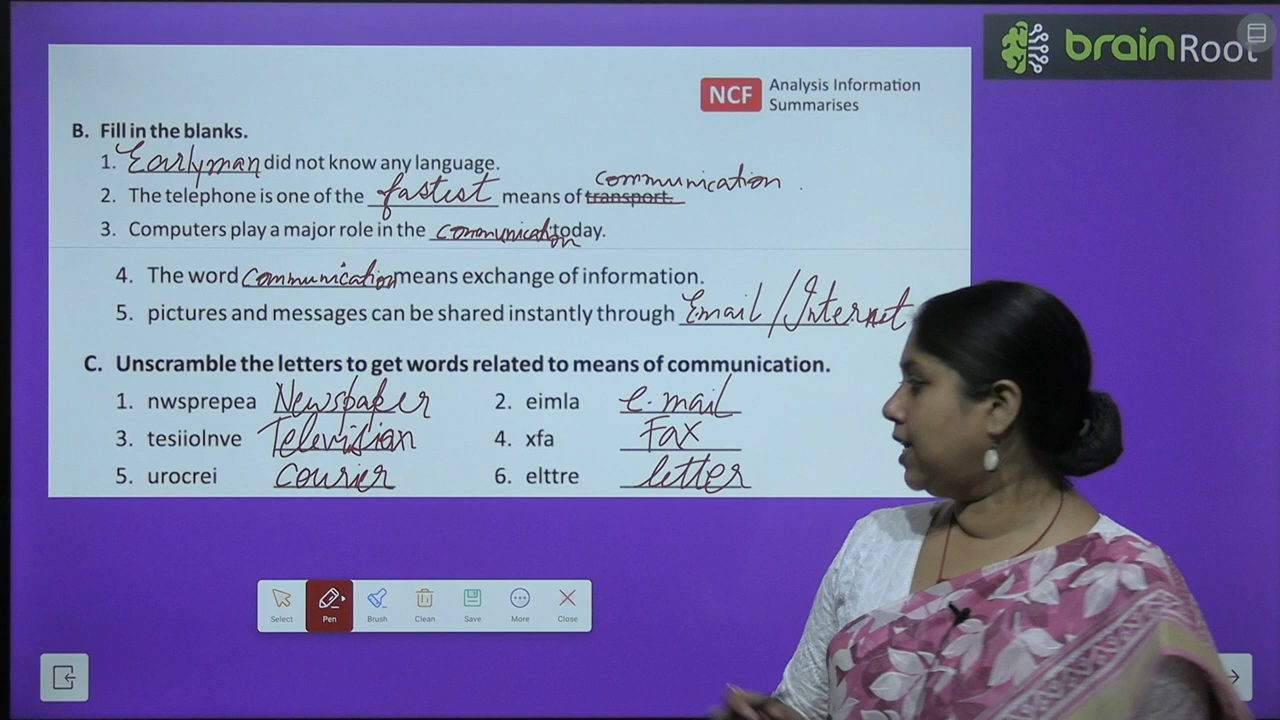 brainRoot
NCF Analysis Information
Summarises
B. Fill in the blanks.
1. Earlyman did not know any language.
communication
2. The telephone is one of the fastest means of transport.
3. Computers play a major role in the communication today.
4. The word communication means exchange of information.
5. pictures and messages can be shared instantly through Email/Internet
C. Unscramble the letters to get words related to means of communication.
1. nwsprepea Newspaper 2. eimla e.mail
3. tesiiolnve Television 4. xfa Fax
5. urocrei courier 6. elttre letter
Select Pen Brush Clean Save More Close